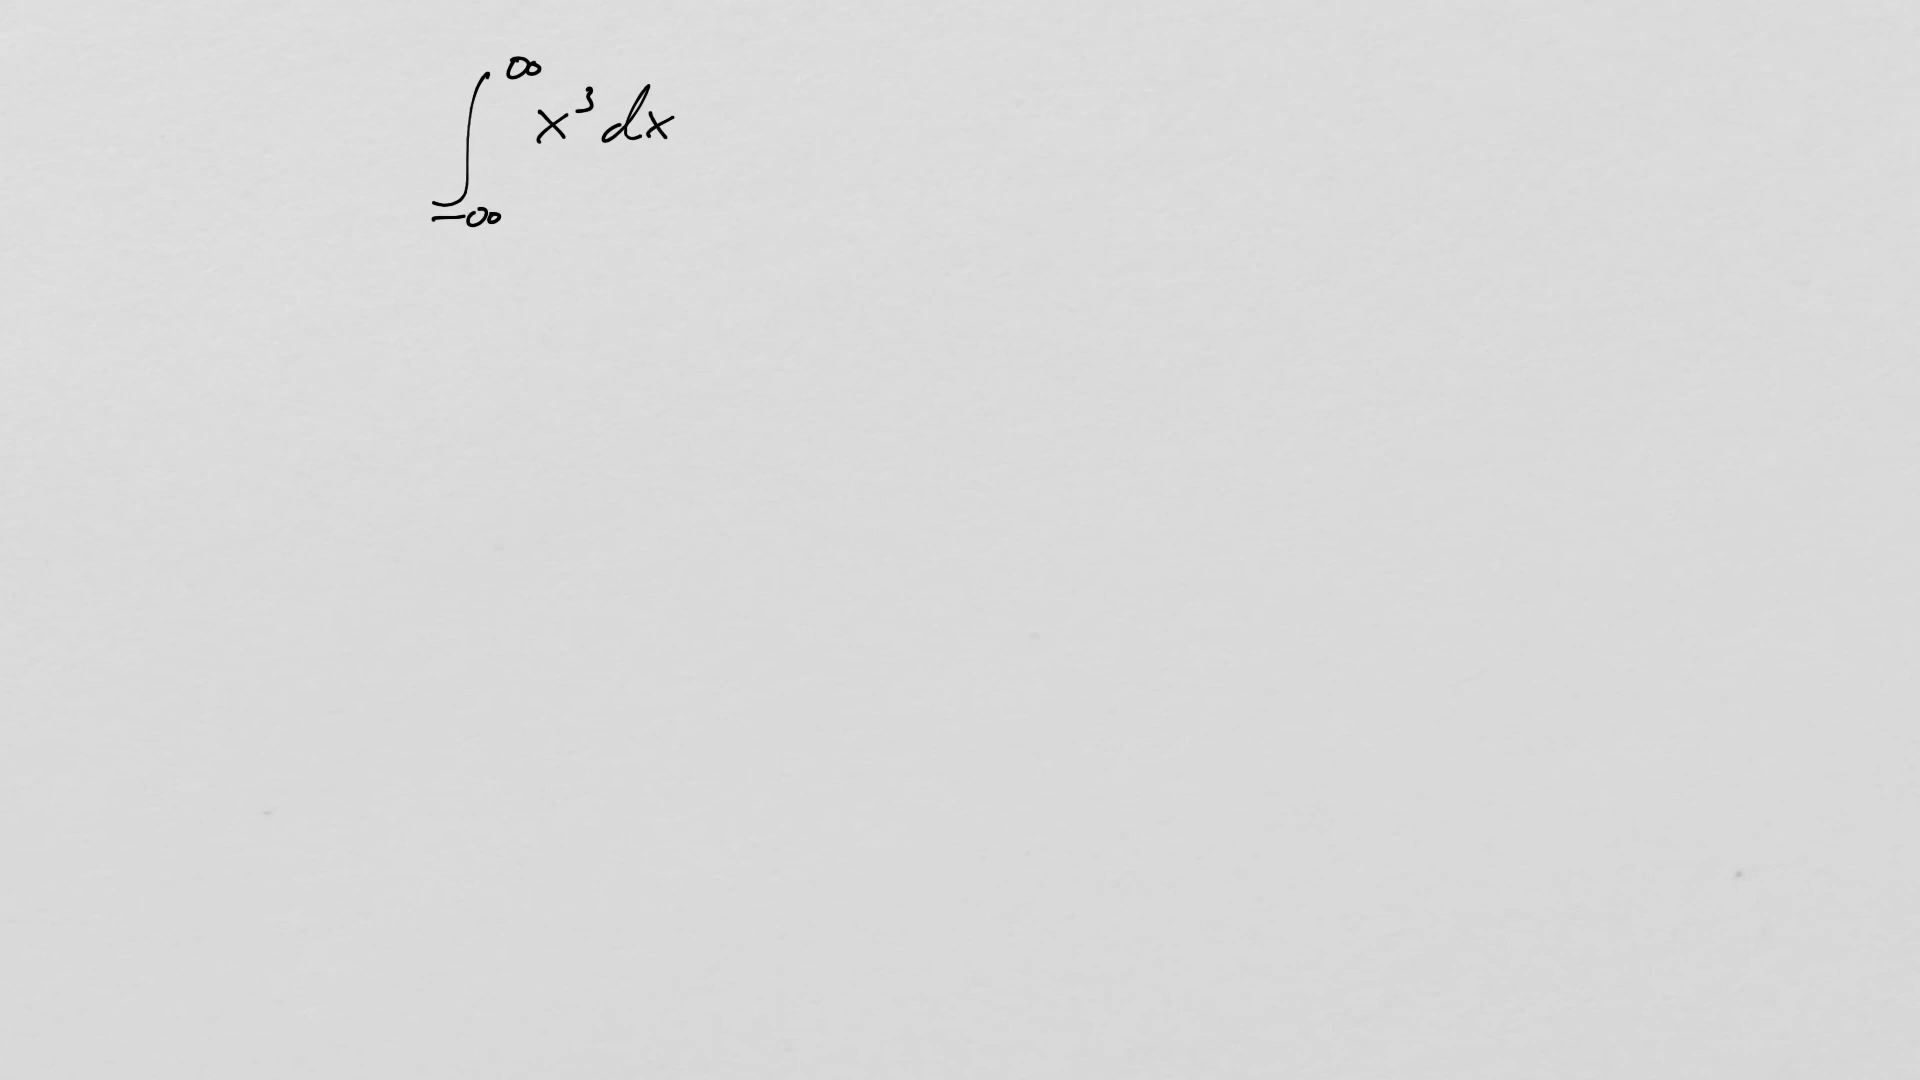 ∫_{-∞}^{∞} x³ dx